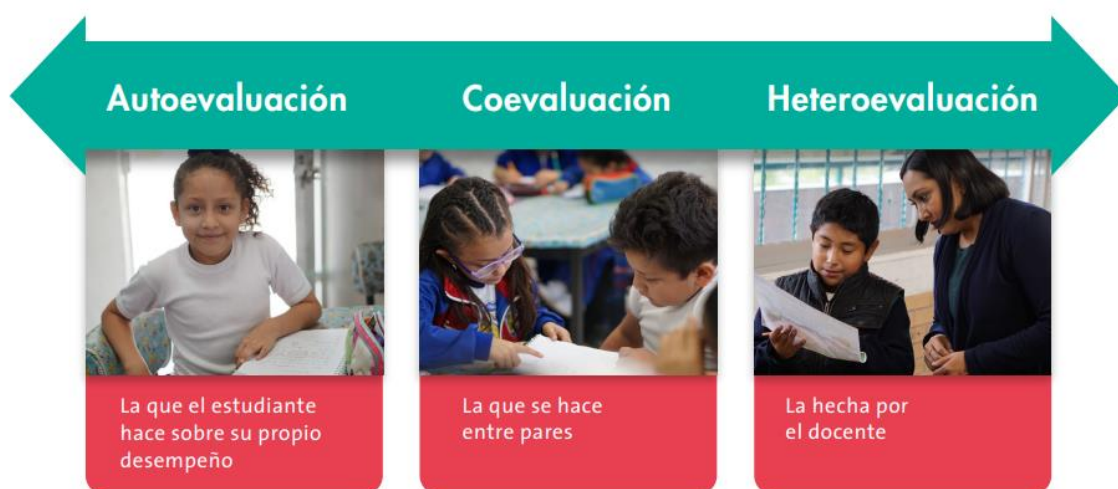 Autoevaluación
Coevaluación
Heteroevaluación
La que el estudiante
hace sobre su propio
desempeño
La que se hace
entre pares
La hecha por
el docente